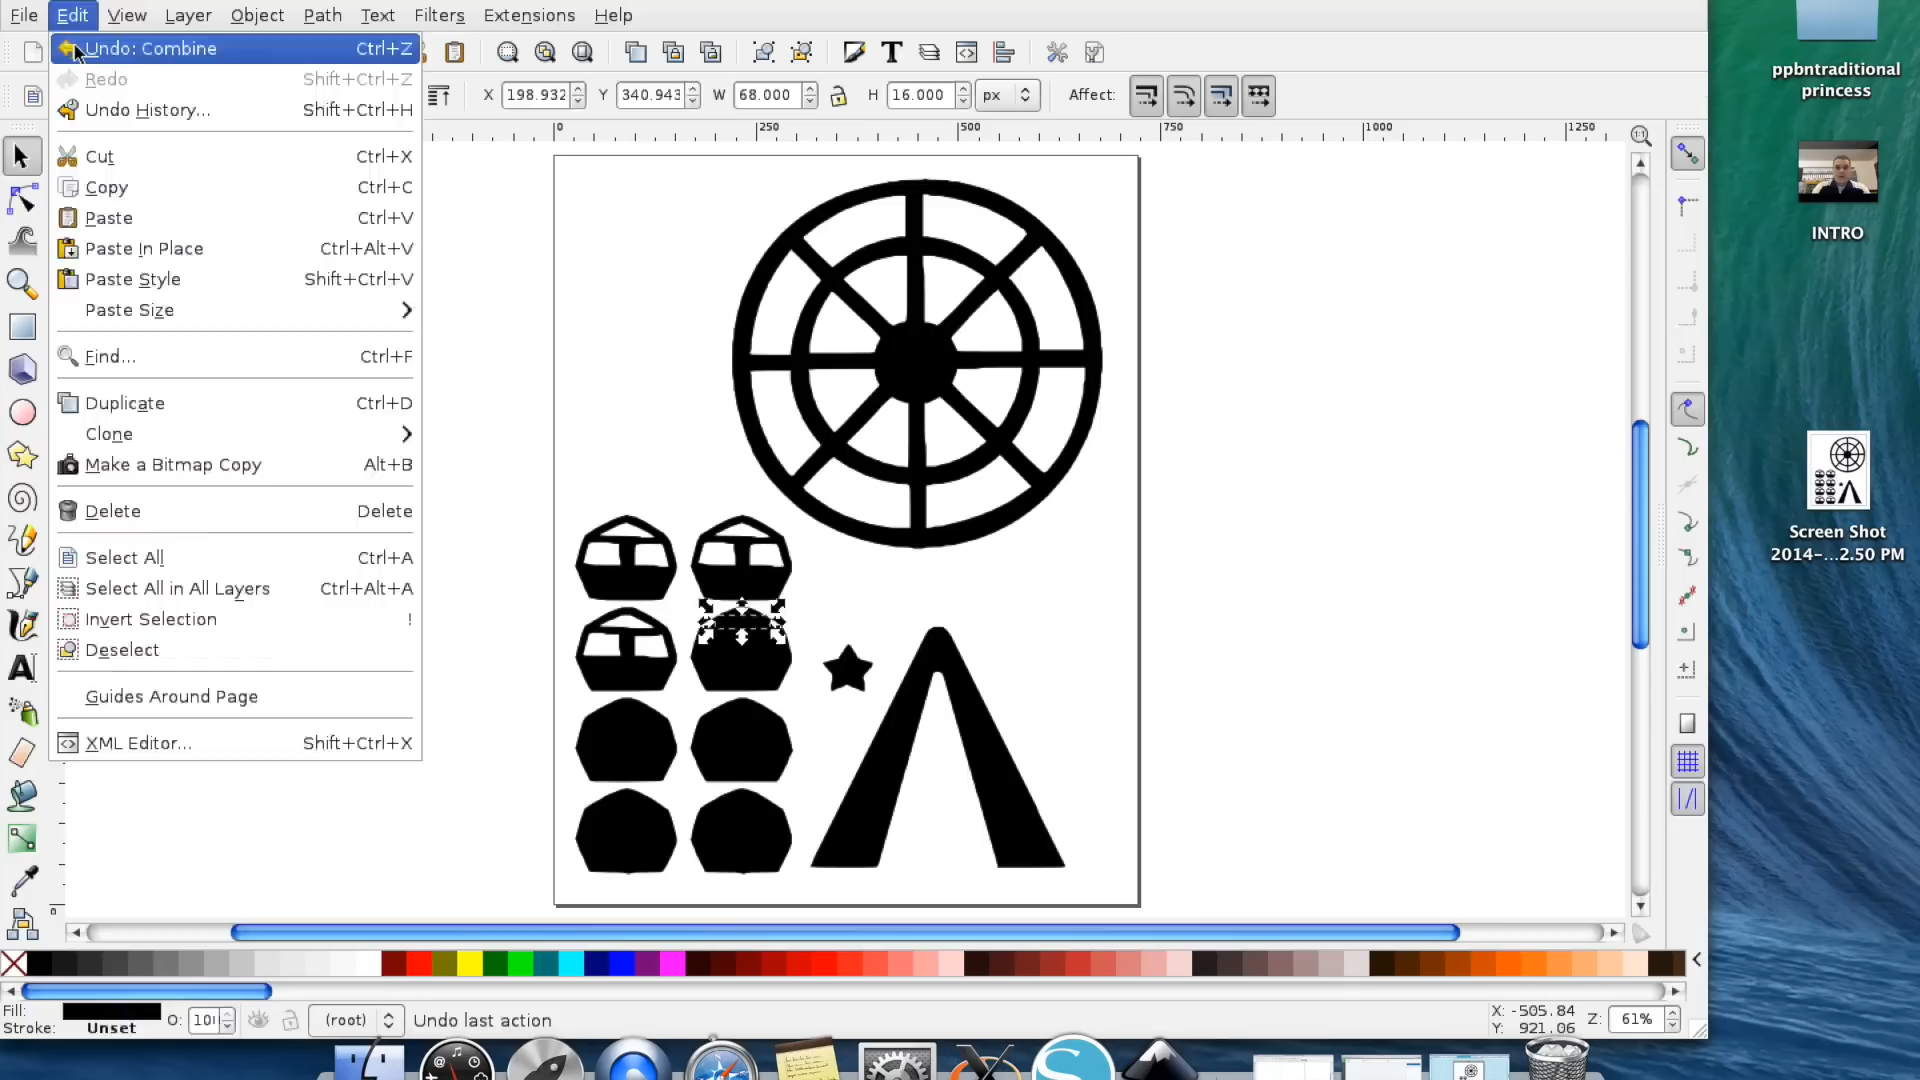 File Edit View Layer Object Path Text Filters Extensions Help
Undo: Combine Ctrl+Z
Redo Shift+Ctrl+Z
Undo History... Shift+Ctrl+H
Cut Ctrl+X
Copy Ctrl+C
Paste Ctrl+V
Paste In Place Ctrl+Alt+V
Paste Style Shift+Ctrl+V
Paste Size
Find... Ctrl+F
Duplicate Ctrl+D
Clone
Make a Bitmap Copy Alt+B
Delete Delete
Select All Ctrl+A
Select All in All Layers Ctrl+Alt+A
Invert Selection !
Deselect
Guides Around Page
XML Editor... Shift+Ctrl+X
X 198.932 Y 340.943 W 68.000 H 16.000 px Affect:
0 250 500 750 1000 1250
1:1
ppbntraditional
princess
INTRO
Screen Shot
2014-...2.50 PM
Fill:
Stroke: Unset
O: 10
(root)
Undo last action
X: -505.84
Y: 921.06
Z: 61%